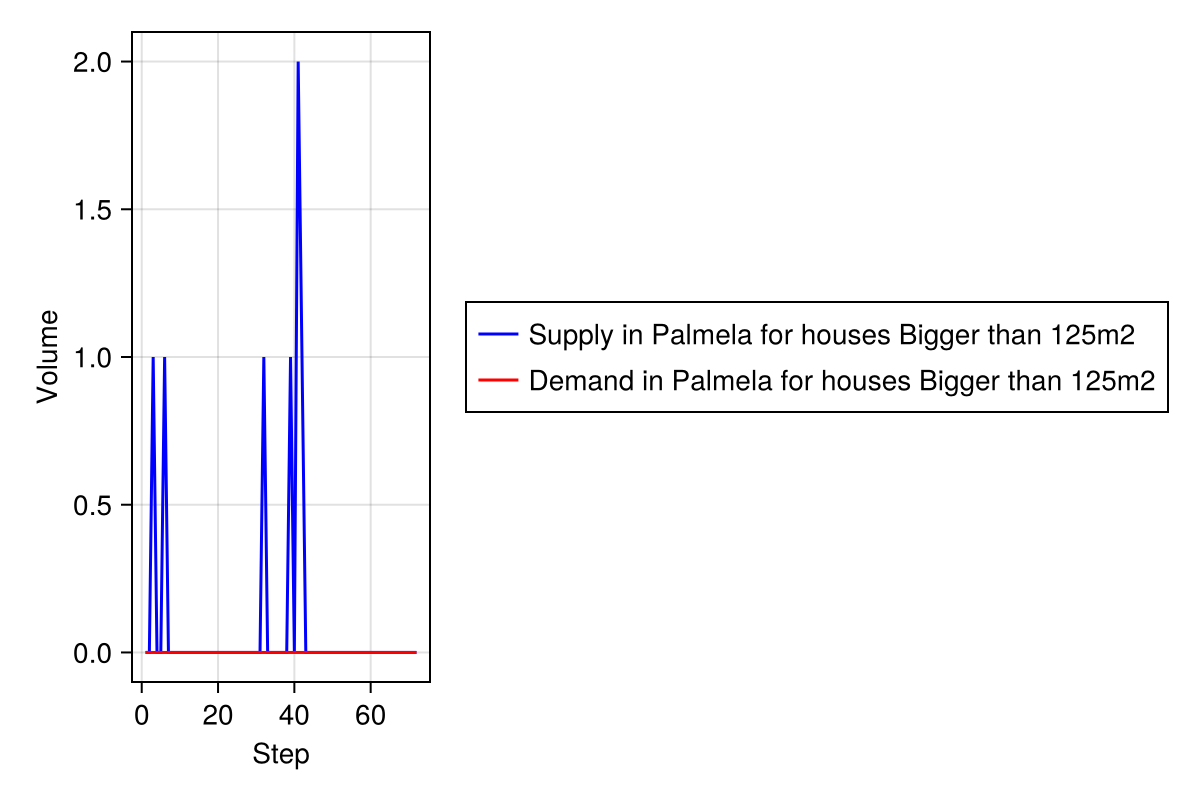 2.0
1.5
1.0
0.5
0.0
Volume
0 20 40 60
Step
Supply in Palmela for houses Bigger than 125m2
Demand in Palmela for houses Bigger than 125m2